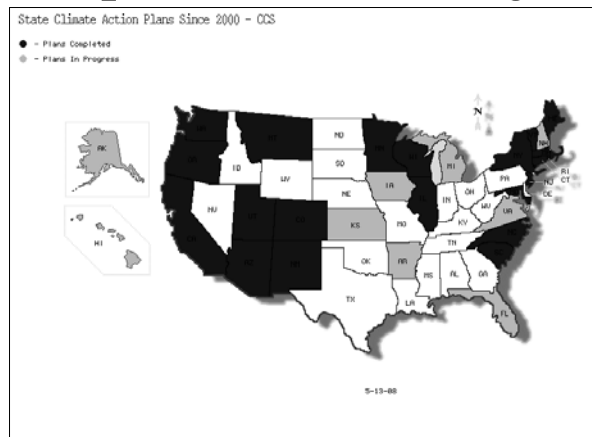 State Climate Action Plans Since 2000 - CCS
- Plans Completed
- Plans In Progress
N
AK
HI
ID
ND
SD
WY
NE
NV
IA
KS
MO
OK
AR
TX
LA
MS
AL
GA
FL
TN
KY
IN
OH
WV
VA
PA
MI
NH
RI
CT
NJ
DE
5-13-08